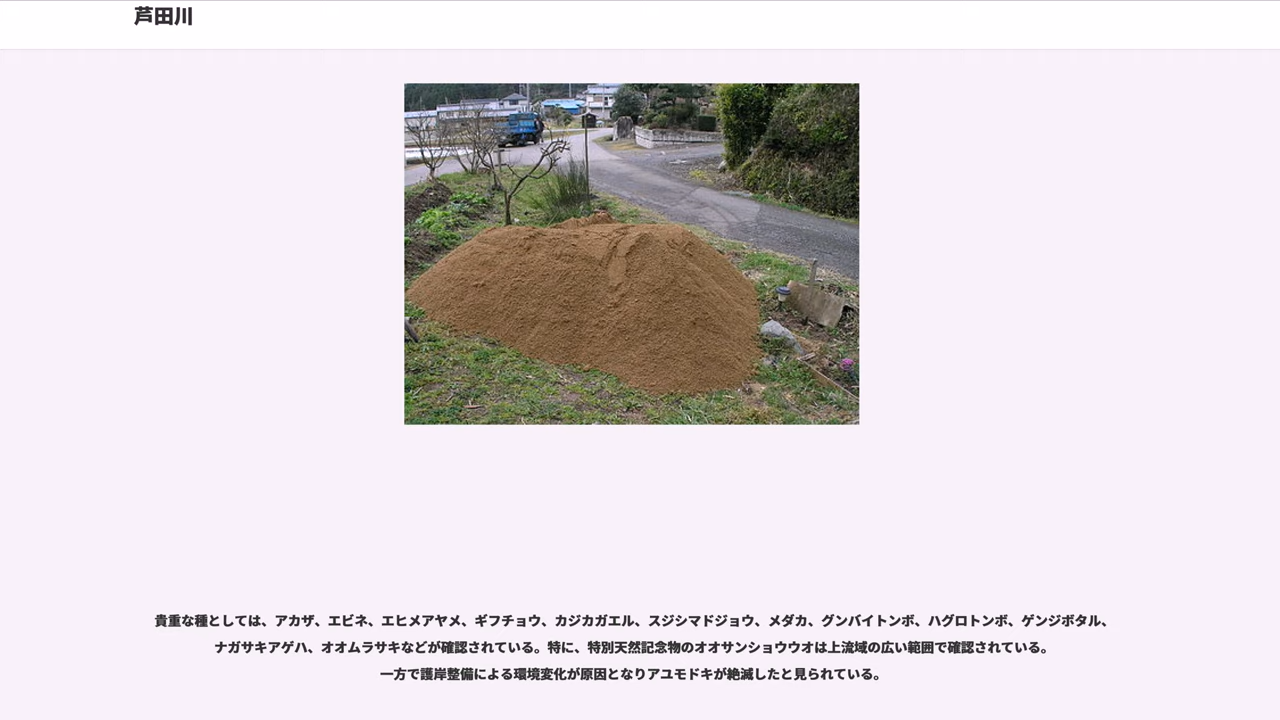 芦田川
貴重な種としては、アカザ、エビネ、エヒメアヤメ、ギフチョウ、カジカガエル、スジシマドジョウ、メダカ、グンバイトンボ、ハグロトンボ、ゲンジボタル、
ナガサキアゲハ、オオムラサキなどが確認されている。特に、特別天然記念物のオオサンショウウオは上流域の広い範囲で確認されている。
一方で護岸整備による環境変化が原因となりアユモドキが絶滅したと見られている。